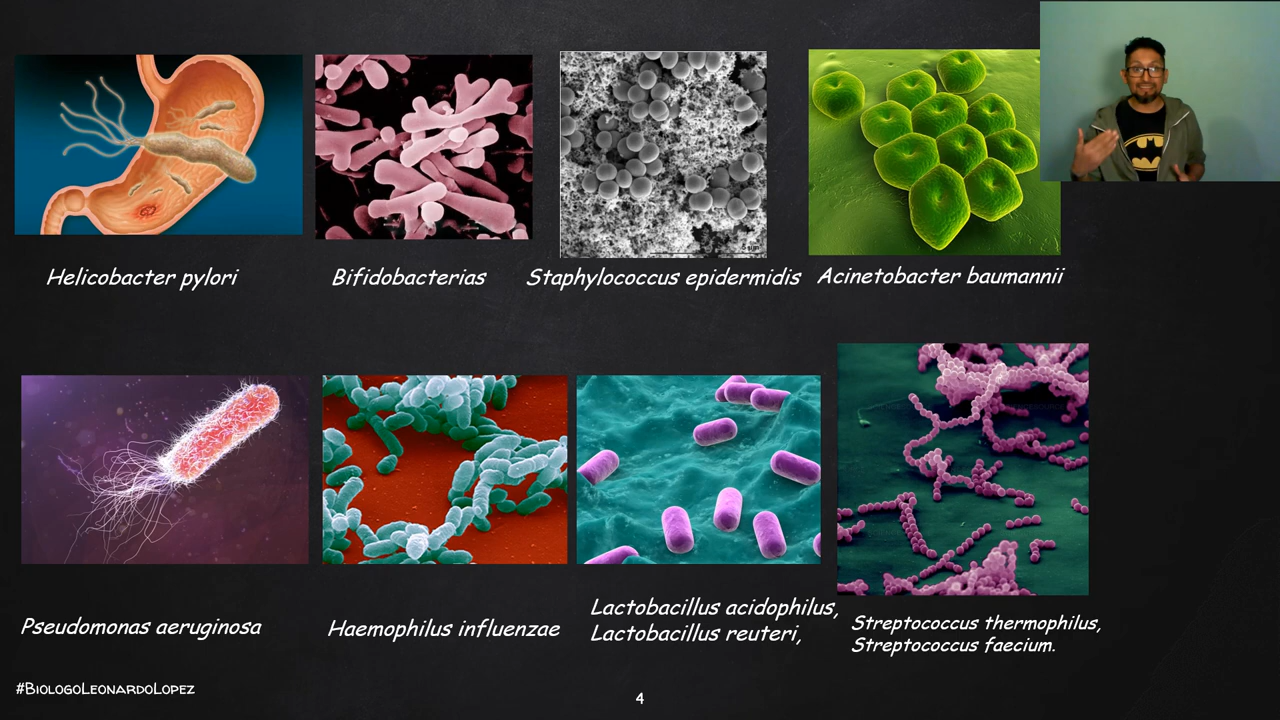 Helicobacter pylori
Bifidobacterias
Staphylococcus epidermidis
Acinetobacter baumannii
Pseudomonas aeruginosa
Haemophilus influenzae
Lactobacillus acidophilus,
Lactobacillus reuteri,
Streptococcus thermophilus,
Streptococcus faecium.
#BiologoLeonardoLopez
4